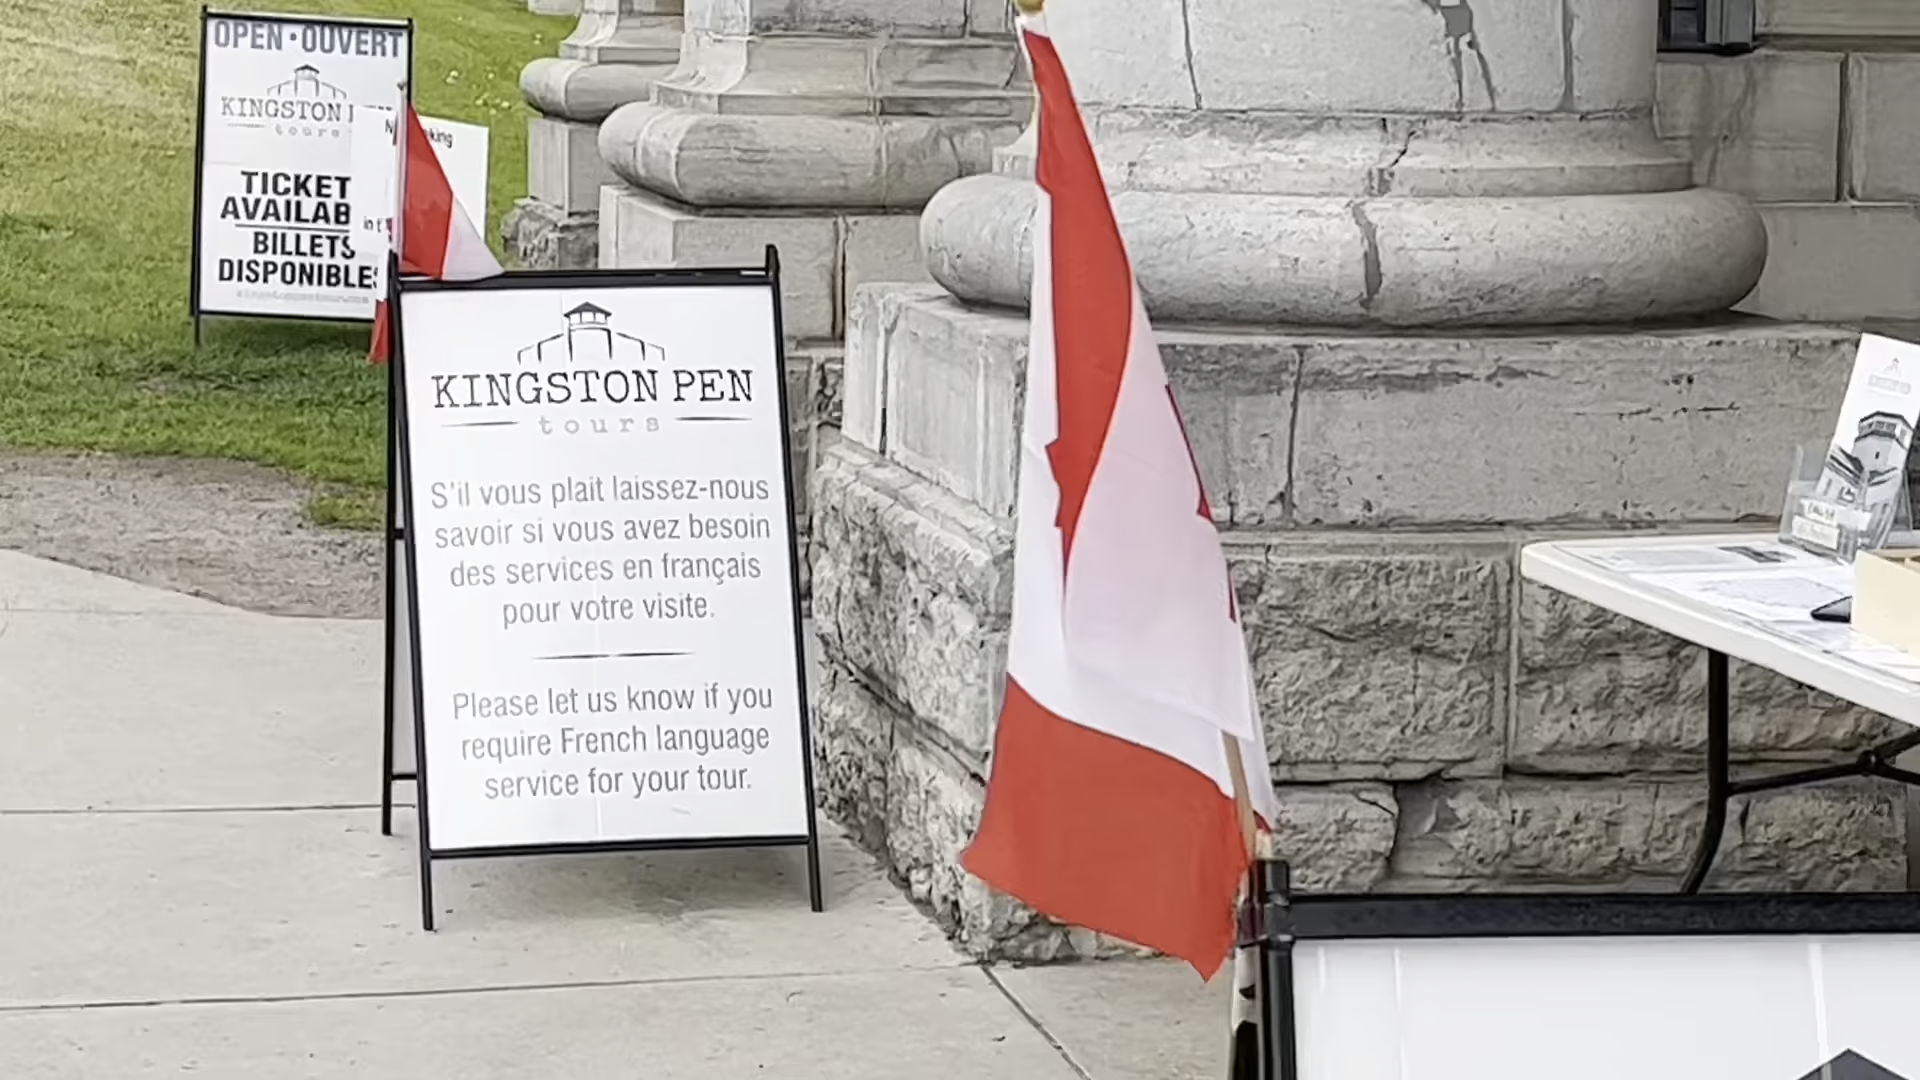 OPEN • OUVERT
KINGSTON
tours
TICKET
AVAILAB
BILLETS
DISPONIBLES
KINGSTON PEN
tours
S'il vous plait laissez-nous
savoir si vous avez besoin
des services en français
pour votre visite.
Please let us know if you
require French language
service for your tour.